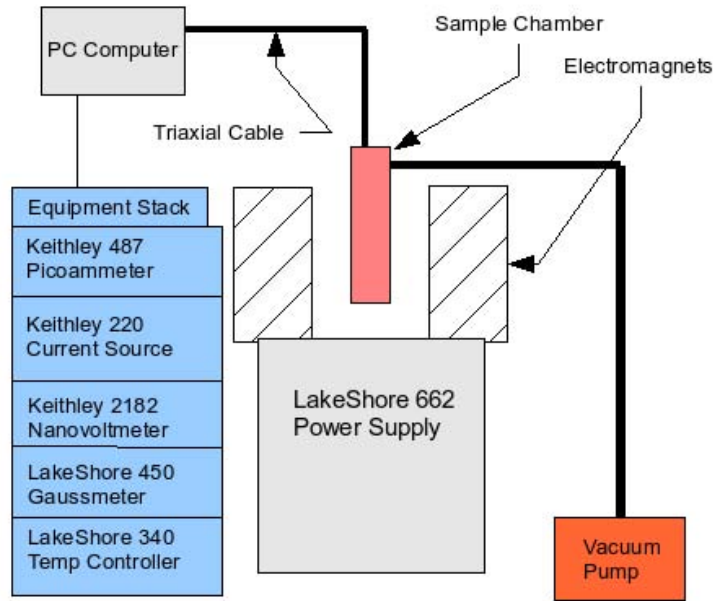 PC Computer
Sample Chamber
Electromagnets
Triaxial Cable
Equipment Stack
Keithley 487
Picoammeter
Keithley 220
Current Source
Keithley 2182
Nanovoltmeter
LakeShore 450
Gaussmeter
LakeShore 340
Temp Controller
LakeShore 662
Power Supply
Vacuum
Pump